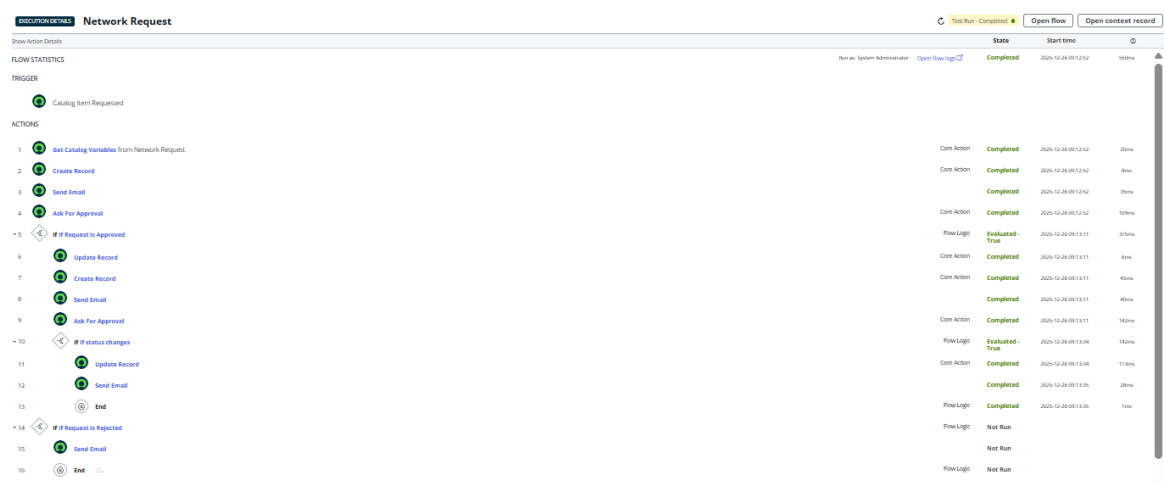 EXECUTION DETAILS Network Request Test Run - Completed Open flow Open context record
Show Action Details State Start time
FLOW STATISTICS Run as: System Administrator Open flow logs Completed 2025-12-26 09:12:52 550ms
TRIGGER
Catalog Item Requested
ACTIONS
1 Get Catalog Variables from Network Request Core Action Completed 2025-12-26 09:12:52 20ms
2 Create Record Core Action Completed 2025-12-26 09:12:52 8ms
3 Send Email Completed 2025-12-26 09:12:52 35ms
4 Ask For Approval Core Action Completed 2025-12-26 09:12:52 109ms
5 If If Request is Approved Flow Logic Evaluated - True 2025-12-26 09:13:11 375ms
6 Update Record Core Action Completed 2025-12-26 09:13:11 6ms
7 Create Record Core Action Completed 2025-12-26 09:13:11 45ms
8 Send Email Completed 2025-12-26 09:13:11 40ms
9 Ask For Approval Core Action Completed 2025-12-26 09:13:11 142ms
10 If If status changes Flow Logic Evaluated - True 2025-12-26 09:13:34 142ms
11 Update Record Core Action Completed 2025-12-26 09:13:34 113ms
12 Send Email Completed 2025-12-26 09:13:35 28ms
13 End Flow Logic Completed 2025-12-26 09:13:35 1ms
14 If If Request is Rejected Flow Logic Not Run
15 Send Email Not Run
16 End Flow Logic Not Run